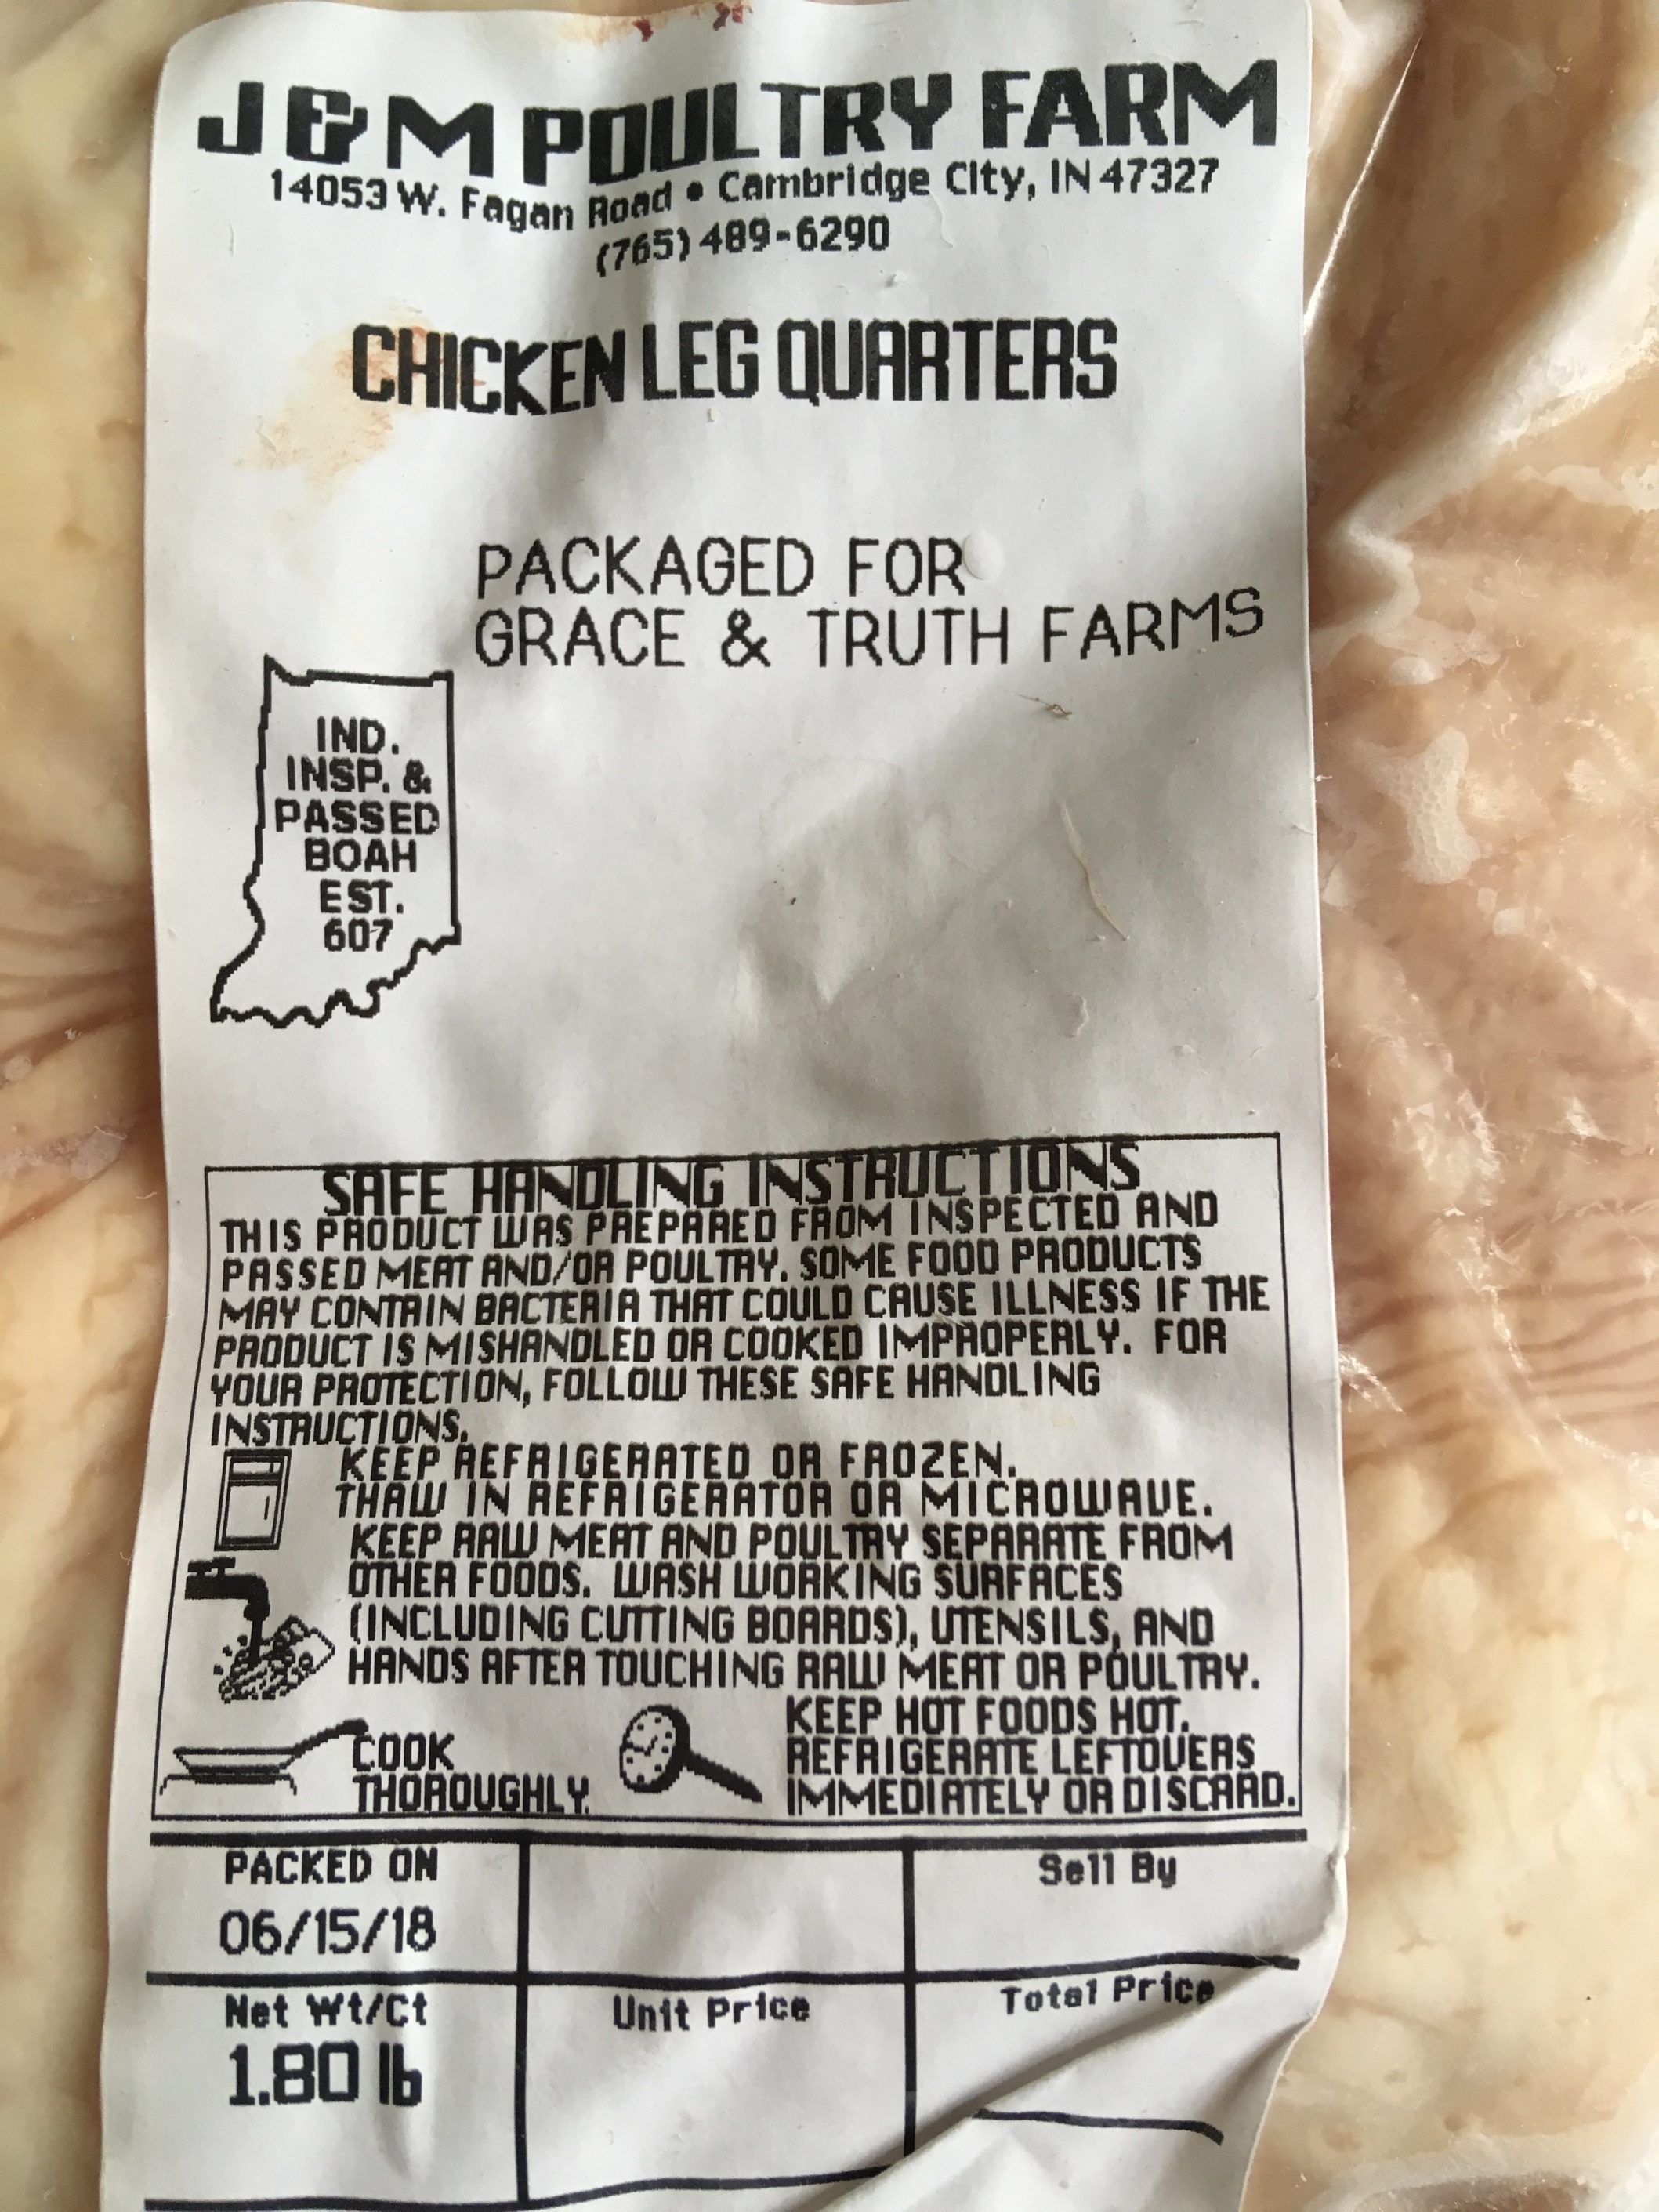 J & M POULTRY FARM
14053 W. Fagan Road • Cambridge City, IN 47327
(765) 489-6290
CHICKEN LEG QUARTERS
PACKAGED FOR
GRACE & TRUTH FARMS
IND.
INSP. &
PASSED
BOAH
EST.
607
SAFE HANDLING INSTRUCTIONS
THIS PRODUCT WAS PREPARED FROM INSPECTED AND
PASSED MEAT AND/OR POULTRY. SOME FOOD PRODUCTS
MAY CONTAIN BACTERIA THAT COULD CAUSE ILLNESS IF THE
PRODUCT IS MISHANDLED OR COOKED IMPROPERLY. FOR
YOUR PROTECTION, FOLLOW THESE SAFE HANDLING
INSTRUCTIONS.
KEEP REFRIGERATED OR FROZEN.
THAW IN REFRIGERATOR OR MICROWAVE.
KEEP RAW MEAT AND POULTRY SEPARATE FROM
OTHER FOODS. WASH WORKING SURFACES
(INCLUDING CUTTING BOARDS), UTENSILS, AND
HANDS AFTER TOUCHING RAW MEAT OR POULTRY.
COOK
THOROUGHLY.
KEEP HOT FOODS HOT.
REFRIGERATE LEFTOVERS
IMMEDIATELY OR DISCARD.
PACKED ON
06/15/18
Sell By
Net Wt/Ct
1.80 lb
Unit Price
Total Price